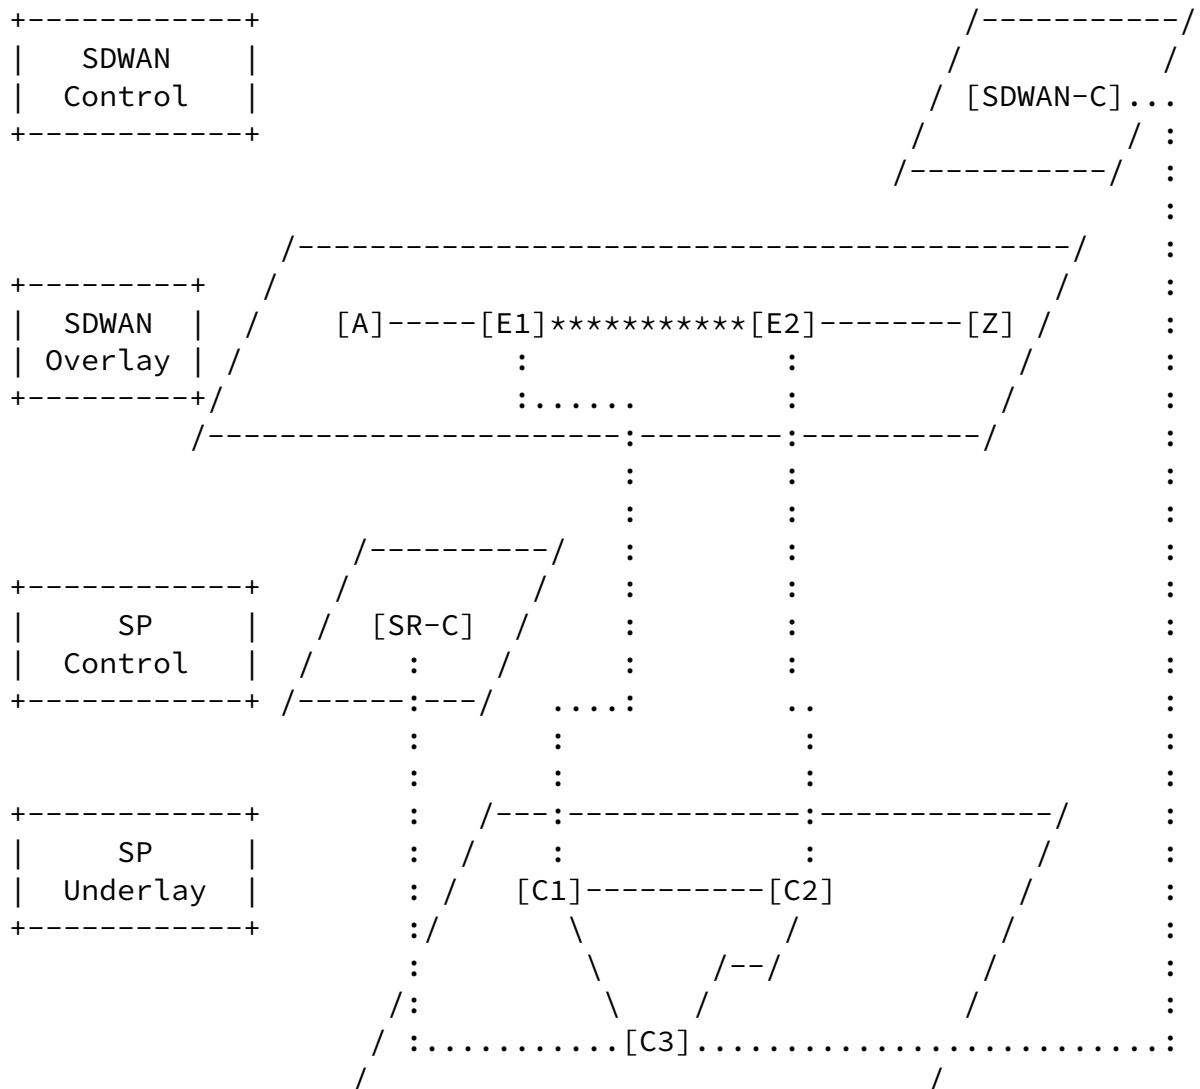 SDWAN
Control
[SDWAN-C]
SDWAN
Overlay
[A]-----[E1]***********[E2]--------[Z]
SP
Control
[SR-C]
SP
Underlay
[C1]----------[C2]
[C3]